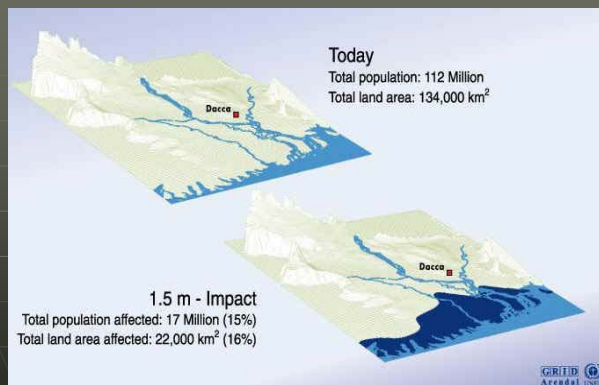 Today
Total population: 112 Million
Total land area: 134,000 km²
Dacca
Dacca
1.5 m - Impact
Total population affected: 17 Million (15%)
Total land area affected: 22,000 km² (16%)
GRID
Arendal UNEP